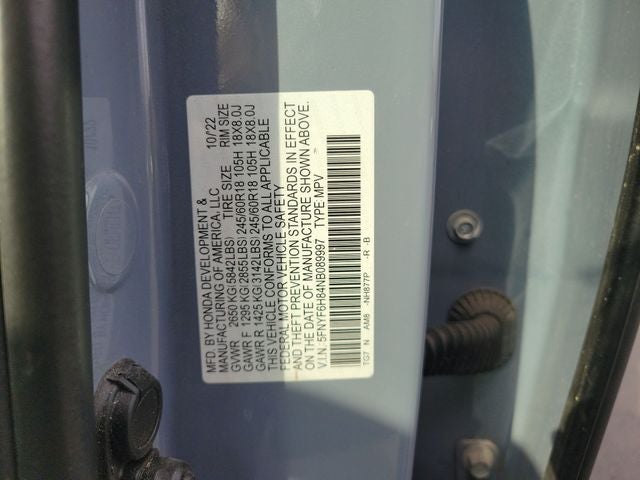 MFD. BY HONDA DEVELOPMENT & 10/22
MANUFACTURING OF AMERICA, LLC
GVWR 2650 KG(5842LBS) TIRE SIZE RIM SIZE
GAWR F 1295 KG(2855LBS) 245/60R18 105H 18X8.0J
GAWR R 1425 KG(3142LBS) 245/60R18 105H 18X8.0J
THIS VEHICLE CONFORMS TO ALL APPLICABLE
FEDERAL MOTOR VEHICLE SAFETY
AND THEFT PREVENTION STANDARDS IN EFFECT
ON THE DATE OF MANUFACTURE SHOWN ABOVE.
V.I.N.:5FNYF6H84NB089997 TYPE:MPV
TG7 N AM8 -NH877P -R -B